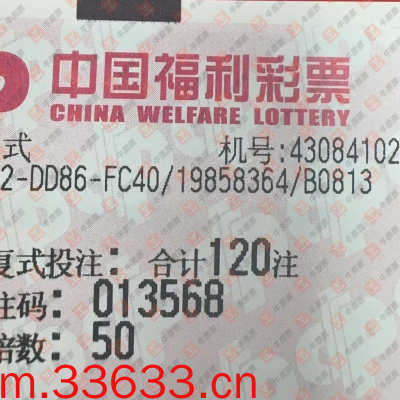 中国福利彩票
CHINA WELFARE LOTTERY
式 机号:43084102
2-DD86-FC40/19858364/B0813
复式投注: 合计120注
注码: 013568
倍数: 50
m.33633.cn